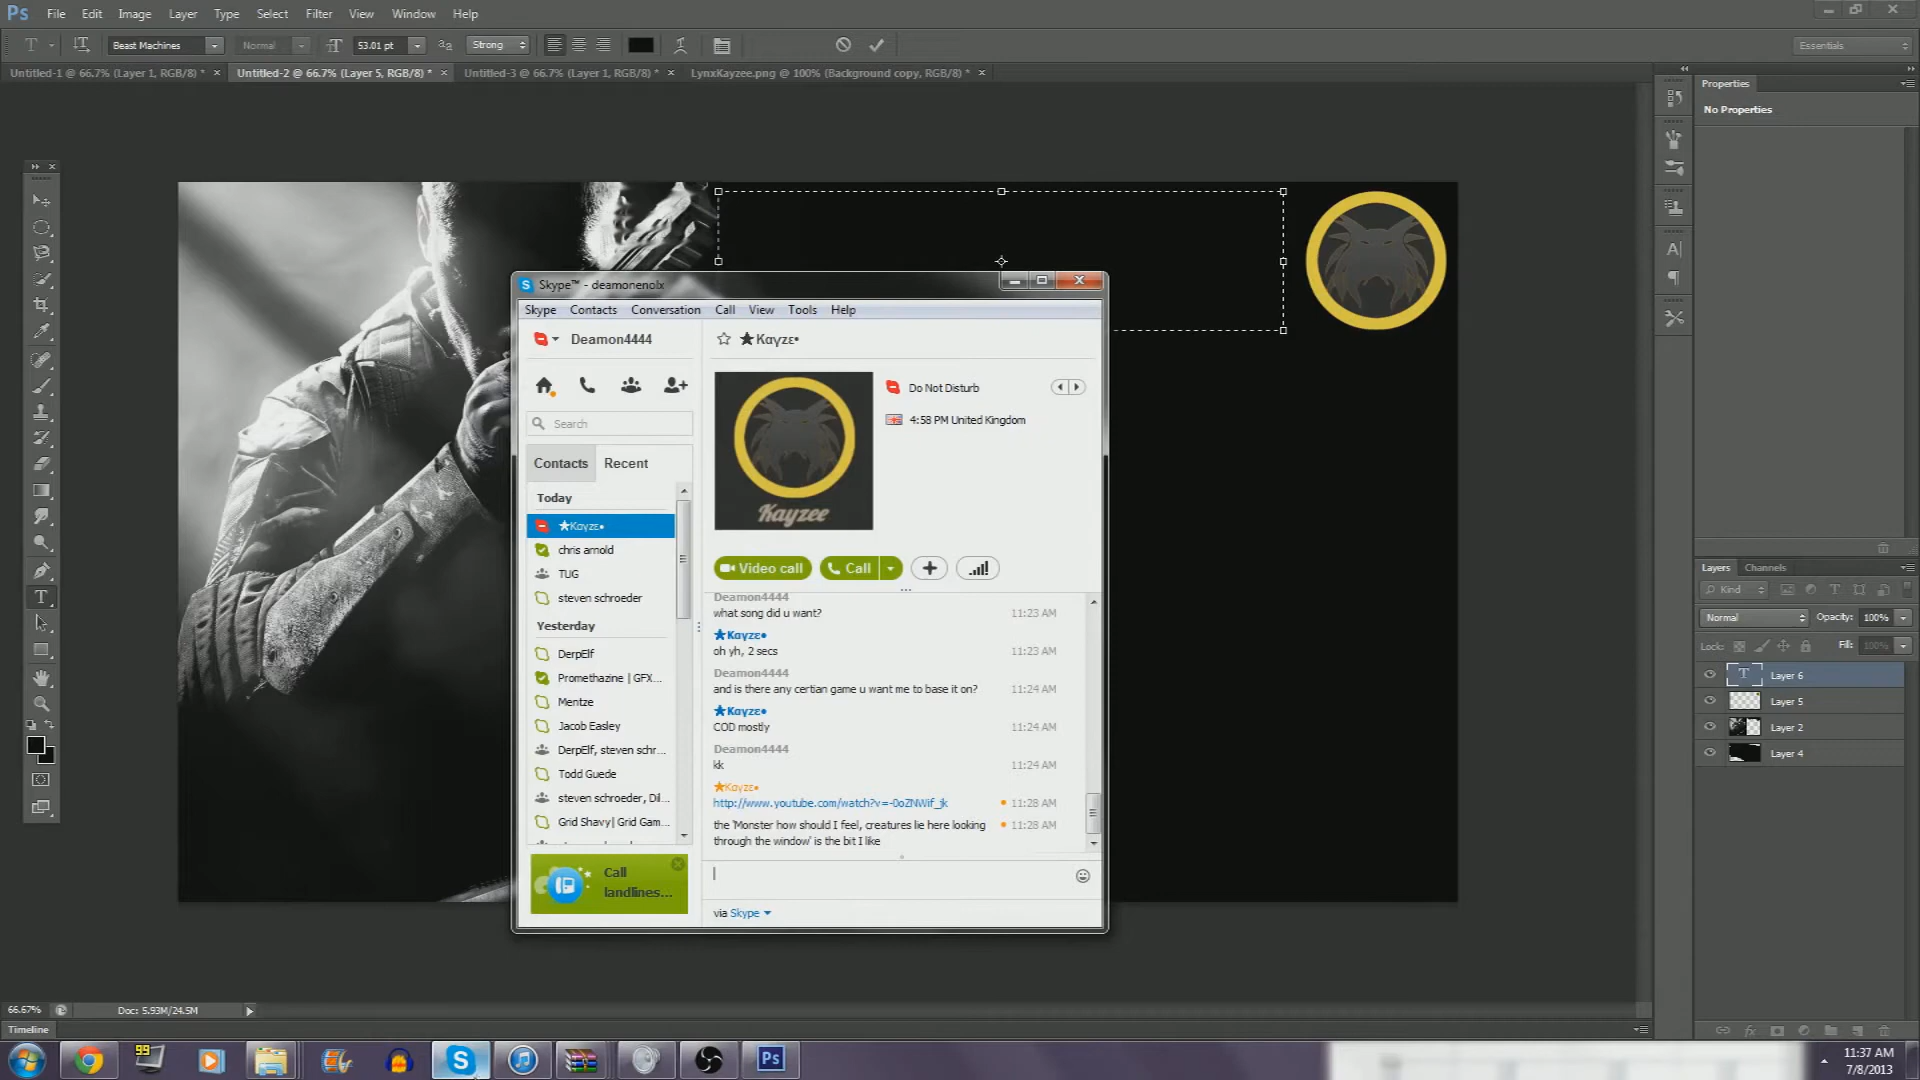 Ps File Edit Image Layer Type Select Filter View Window Help
Beast Machines Normal 53.01 pt Strong Essentials
Untitled-1 @ 66.7% (Layer 1, RGB/8) * Untitled-2 @ 66.7% (Layer 5, RGB/8) * Untitled-3 @ 66.7% (Layer 1, RGB/8) * LynxKayzee.png @ 100% (Background copy, RGB/8) *
Properties
No Properties
Skype™ - deamonenolx
Skype Contacts Conversation Call View Tools Help
Deamon4444
★Kαγzε•
Do Not Disturb
4:58 PM United Kingdom
Search
Contacts Recent
Kayzee
Today
★Kαγzε•
chris arnold
TUG
steven schroeder
Yesterday
DerpElf
Promethazine | GFX...
Mentze
Jacob Easley
DerpElf, steven schr...
Todd Guede
steven schroeder, Dil...
Grid Shavy| Grid Gam...
Call
landlines...
Video call Call
Deamon4444
what song did u want? 11:23 AM
★Kαγzε•
oh yh, 2 secs 11:23 AM
Deamon4444
and is there any certian game u want me to base it on? 11:24 AM
★Kαγzε•
COD mostly 11:24 AM
Deamon4444
kk 11:24 AM
★Kαγzε•
http://www.youtube.com/watch?v=-0oZNWif_jk 11:28 AM
the 'Monster how should I feel, creatures lie here looking 11:28 AM
through the window' is the bit I like
via Skype
Layers Channels
Kind
Normal Opacity: 100%
Lock: Fill: 100%
Layer 6
Layer 5
Layer 2
Layer 4
66.67% Doc: 5.93M/24.5M
Timeline
99
Ps
11:37 AM
7/8/2013